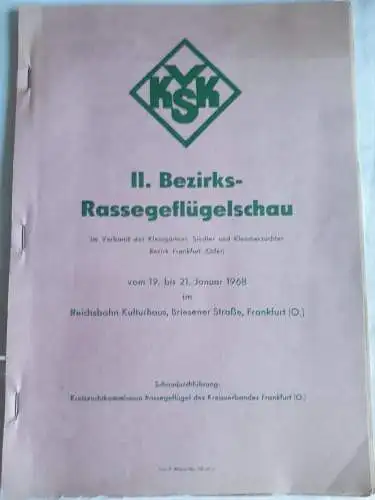 VKSK
II. Bezirks-
Rassegeflügelschau
im Verband der Kleingärtner, Siedler und Kleintierzüchter
Bezirk Frankfurt (Oder)
vom 19. bis 21. Januar 1968
im
Reichsbahn-Kulturhaus, Briesener Straße, Frankfurt (O.)
Schaudurchführung:
Kreiszuchtkommission Rassegeflügel des Kreisverbandes Frankfurt (O.)